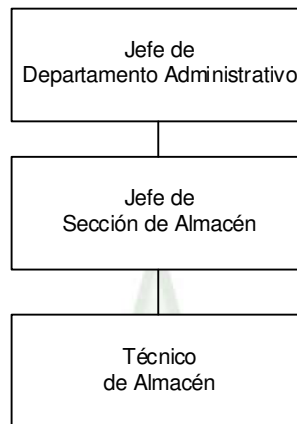 Jefe de
Departamento Administrativo
Jefe de
Sección de Almacén
Técnico
de Almacén